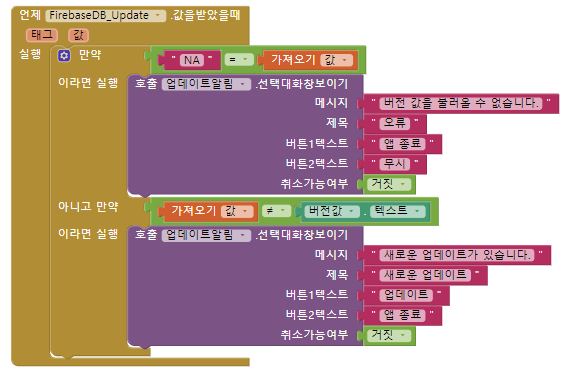 언제 FirebaseDB_Update .값을받았을때
태그 값
실행 만약 " NA " = 가져오기 값
이라면 실행 호출 업데이트알림 .선택대화창보이기
메시지 " 버전 값을 불러올 수 없습니다. "
제목 " 오류 "
버튼1텍스트 " 앱 종료 "
버튼2텍스트 " 무시 "
취소가능여부 거짓
아니고 만약 가져오기 값 ≠ 버전값 . 텍스트
이라면 실행 호출 업데이트알림 .선택대화창보이기
메시지 " 새로운 업데이트가 있습니다. "
제목 " 새로운 업데이트 "
버튼1텍스트 " 업데이트 "
버튼2텍스트 " 앱 종료 "
취소가능여부 거짓